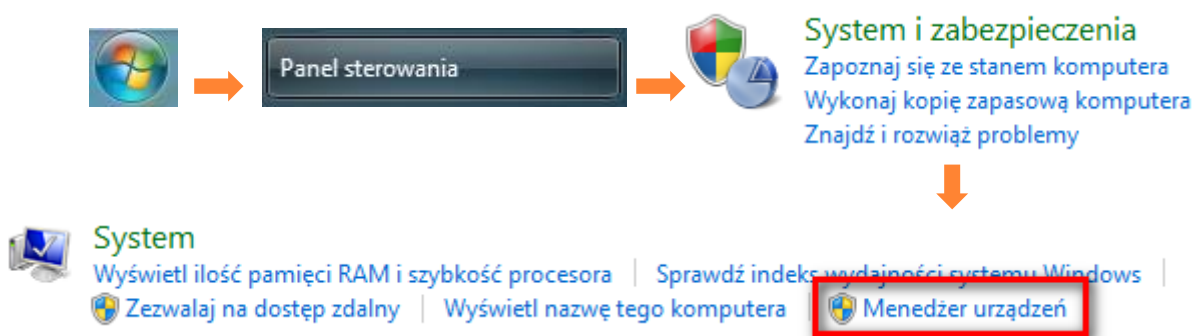 Panel sterowania
System i zabezpieczenia
Zapoznaj się ze stanem komputera
Wykonaj kopię zapasową komputera
Znajdź i rozwiąż problemy
System
Wyświetl ilość pamięci RAM i szybkość procesora Sprawdź indeks wydajności systemu Windows
Zezwalaj na dostęp zdalny Wyświetl nazwę tego komputera Menedżer urządzeń